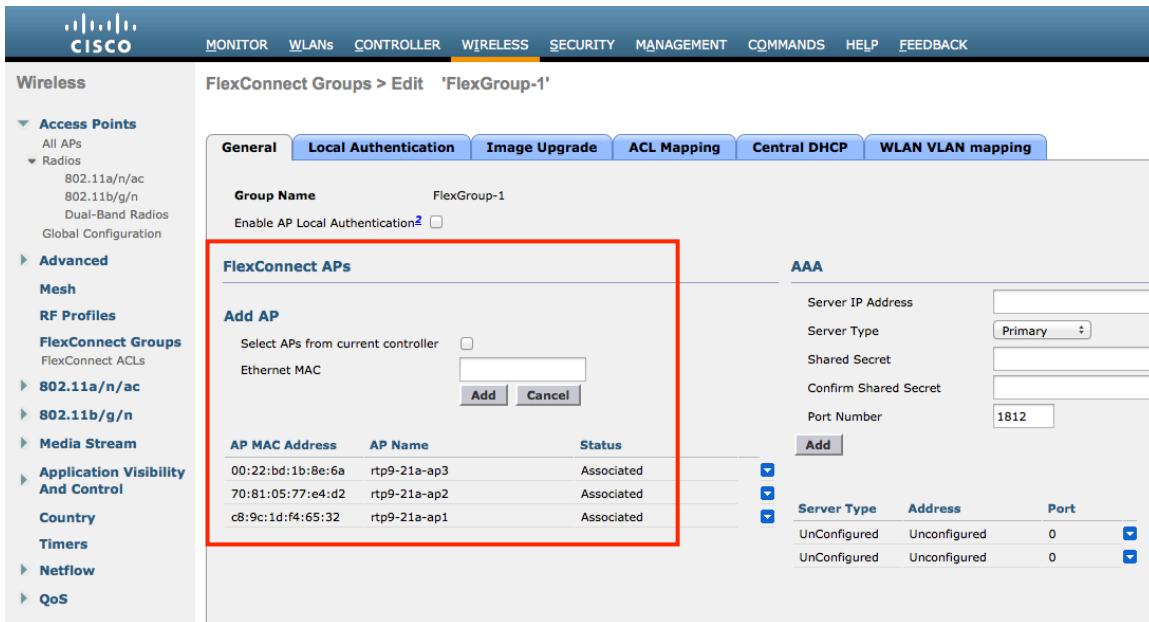 CISCO
MONITOR WLANs CONTROLLER WIRELESS SECURITY MANAGEMENT COMMANDS HELP FEEDBACK
Wireless
Access Points
All APs
Radios
802.11a/n/ac
802.11b/g/n
Dual-Band Radios
Global Configuration
Advanced
Mesh
RF Profiles
FlexConnect Groups
FlexConnect ACLs
802.11a/n/ac
802.11b/g/n
Media Stream
Application Visibility
And Control
Country
Timers
Netflow
QoS
FlexConnect Groups > Edit 'FlexGroup-1'
General Local Authentication Image Upgrade ACL Mapping Central DHCP WLAN VLAN mapping
Group Name FlexGroup-1
Enable AP Local Authentication2
FlexConnect APs
Add AP
Select APs from current controller
Ethernet MAC
Add Cancel
AP MAC Address AP Name Status
00:22:bd:1b:8e:6a rtp9-21a-ap3 Associated
70:81:05:77:e4:d2 rtp9-21a-ap2 Associated
c8:9c:1d:f4:65:32 rtp9-21a-ap1 Associated
AAA
Server IP Address
Server Type Primary
Shared Secret
Confirm Shared Secret
Port Number 1812
Add
Server Type Address Port
UnConfigured Unconfigured 0
UnConfigured Unconfigured 0